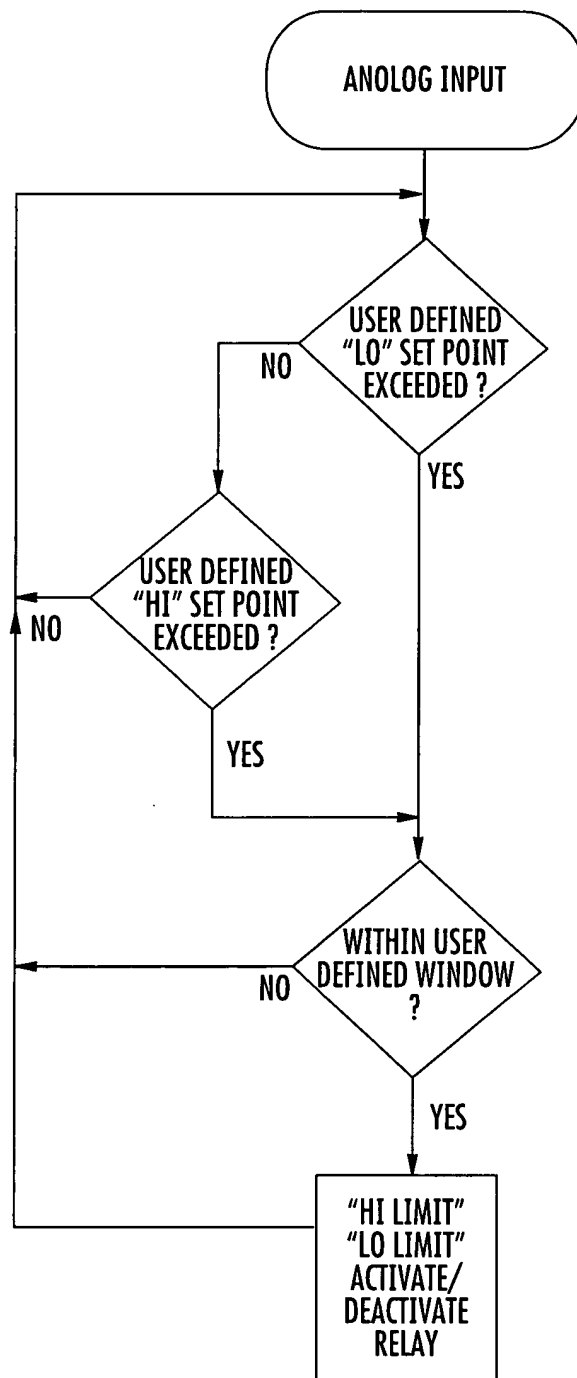 ANOLOG INPUT
USER DEFINED
“LO” SET POINT
EXCEEDED ?
NO
YES
USER DEFINED
“HI” SET POINT
EXCEEDED ?
NO
YES
WITHIN USER
DEFINED WINDOW
?
NO
YES
“HI LIMIT”
“LO LIMIT”
ACTIVATE/
DEACTIVATE
RELAY